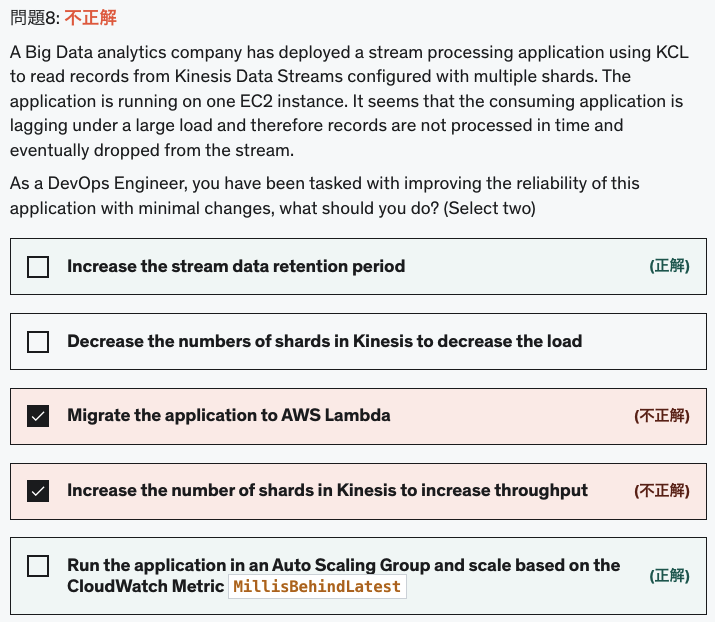 問題8: 不正解
A Big Data analytics company has deployed a stream processing application using KCL
to read records from Kinesis Data Streams configured with multiple shards. The
application is running on one EC2 instance. It seems that the consuming application is
lagging under a large load and therefore records are not processed in time and
eventually dropped from the stream.
As a DevOps Engineer, you have been tasked with improving the reliability of this
application with minimal changes, what should you do? (Select two)
Increase the stream data retention period (正解)
Decrease the numbers of shards in Kinesis to decrease the load
Migrate the application to AWS Lambda (不正解)
Increase the number of shards in Kinesis to increase throughput (不正解)
Run the application in an Auto Scaling Group and scale based on the
CloudWatch Metric MillisBehindLatest (正解)